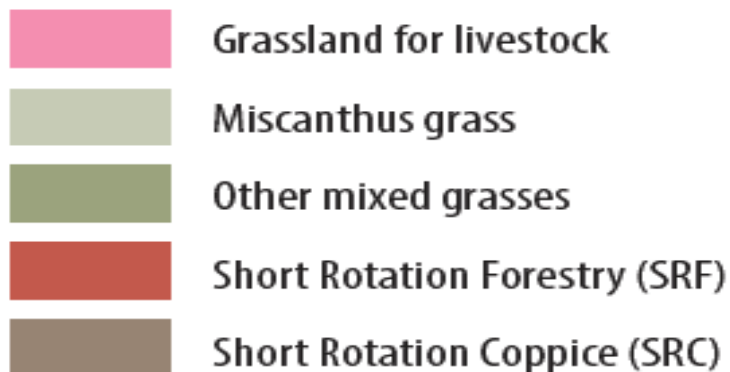 Grassland for livestock
Miscanthus grass
Other mixed grasses
Short Rotation Forestry (SRF)
Short Rotation Coppice (SRC)